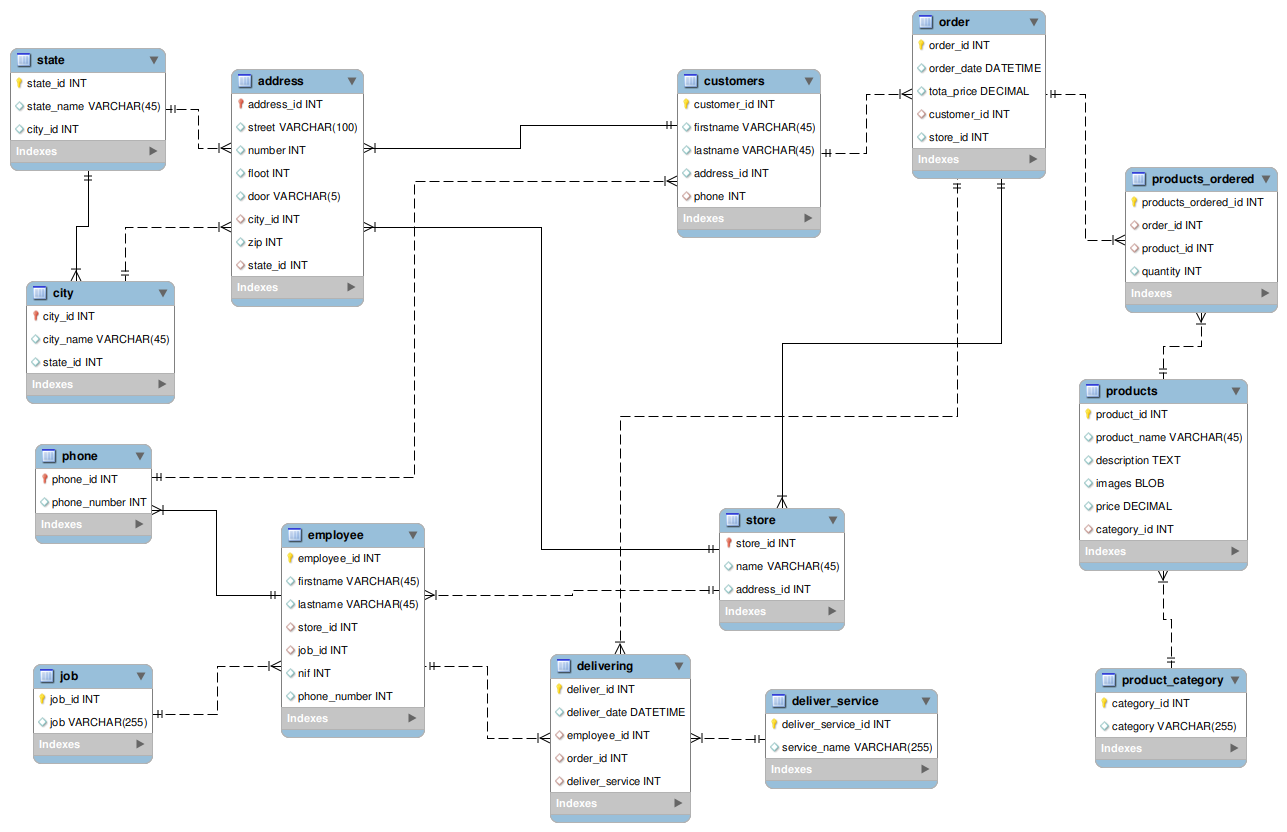 state
state_id INT
state_name VARCHAR(45)
city_id INT
Indexes
address
address_id INT
street VARCHAR(100)
number INT
floot INT
door VARCHAR(5)
city_id INT
zip INT
state_id INT
Indexes
customers
customer_id INT
firstname VARCHAR(45)
lastname VARCHAR(45)
address_id INT
phone INT
Indexes
order
order_id INT
order_date DATETIME
tota_price DECIMAL
customer_id INT
store_id INT
Indexes
products_ordered
products_ordered_id INT
order_id INT
product_id INT
quantity INT
Indexes
city
city_id INT
city_name VARCHAR(45)
state_id INT
Indexes
products
product_id INT
product_name VARCHAR(45)
description TEXT
images BLOB
price DECIMAL
category_id INT
Indexes
phone
phone_id INT
phone_number INT
Indexes
employee
employee_id INT
firstname VARCHAR(45)
lastname VARCHAR(45)
store_id INT
job_id INT
nif INT
phone_number INT
Indexes
store
store_id INT
name VARCHAR(45)
address_id INT
Indexes
job
job_id INT
job VARCHAR(255)
Indexes
delivering
deliver_id INT
deliver_date DATETIME
employee_id INT
order_id INT
deliver_service INT
Indexes
deliver_service
deliver_service_id INT
service_name VARCHAR(255)
Indexes
product_category
category_id INT
category VARCHAR(255)
Indexes